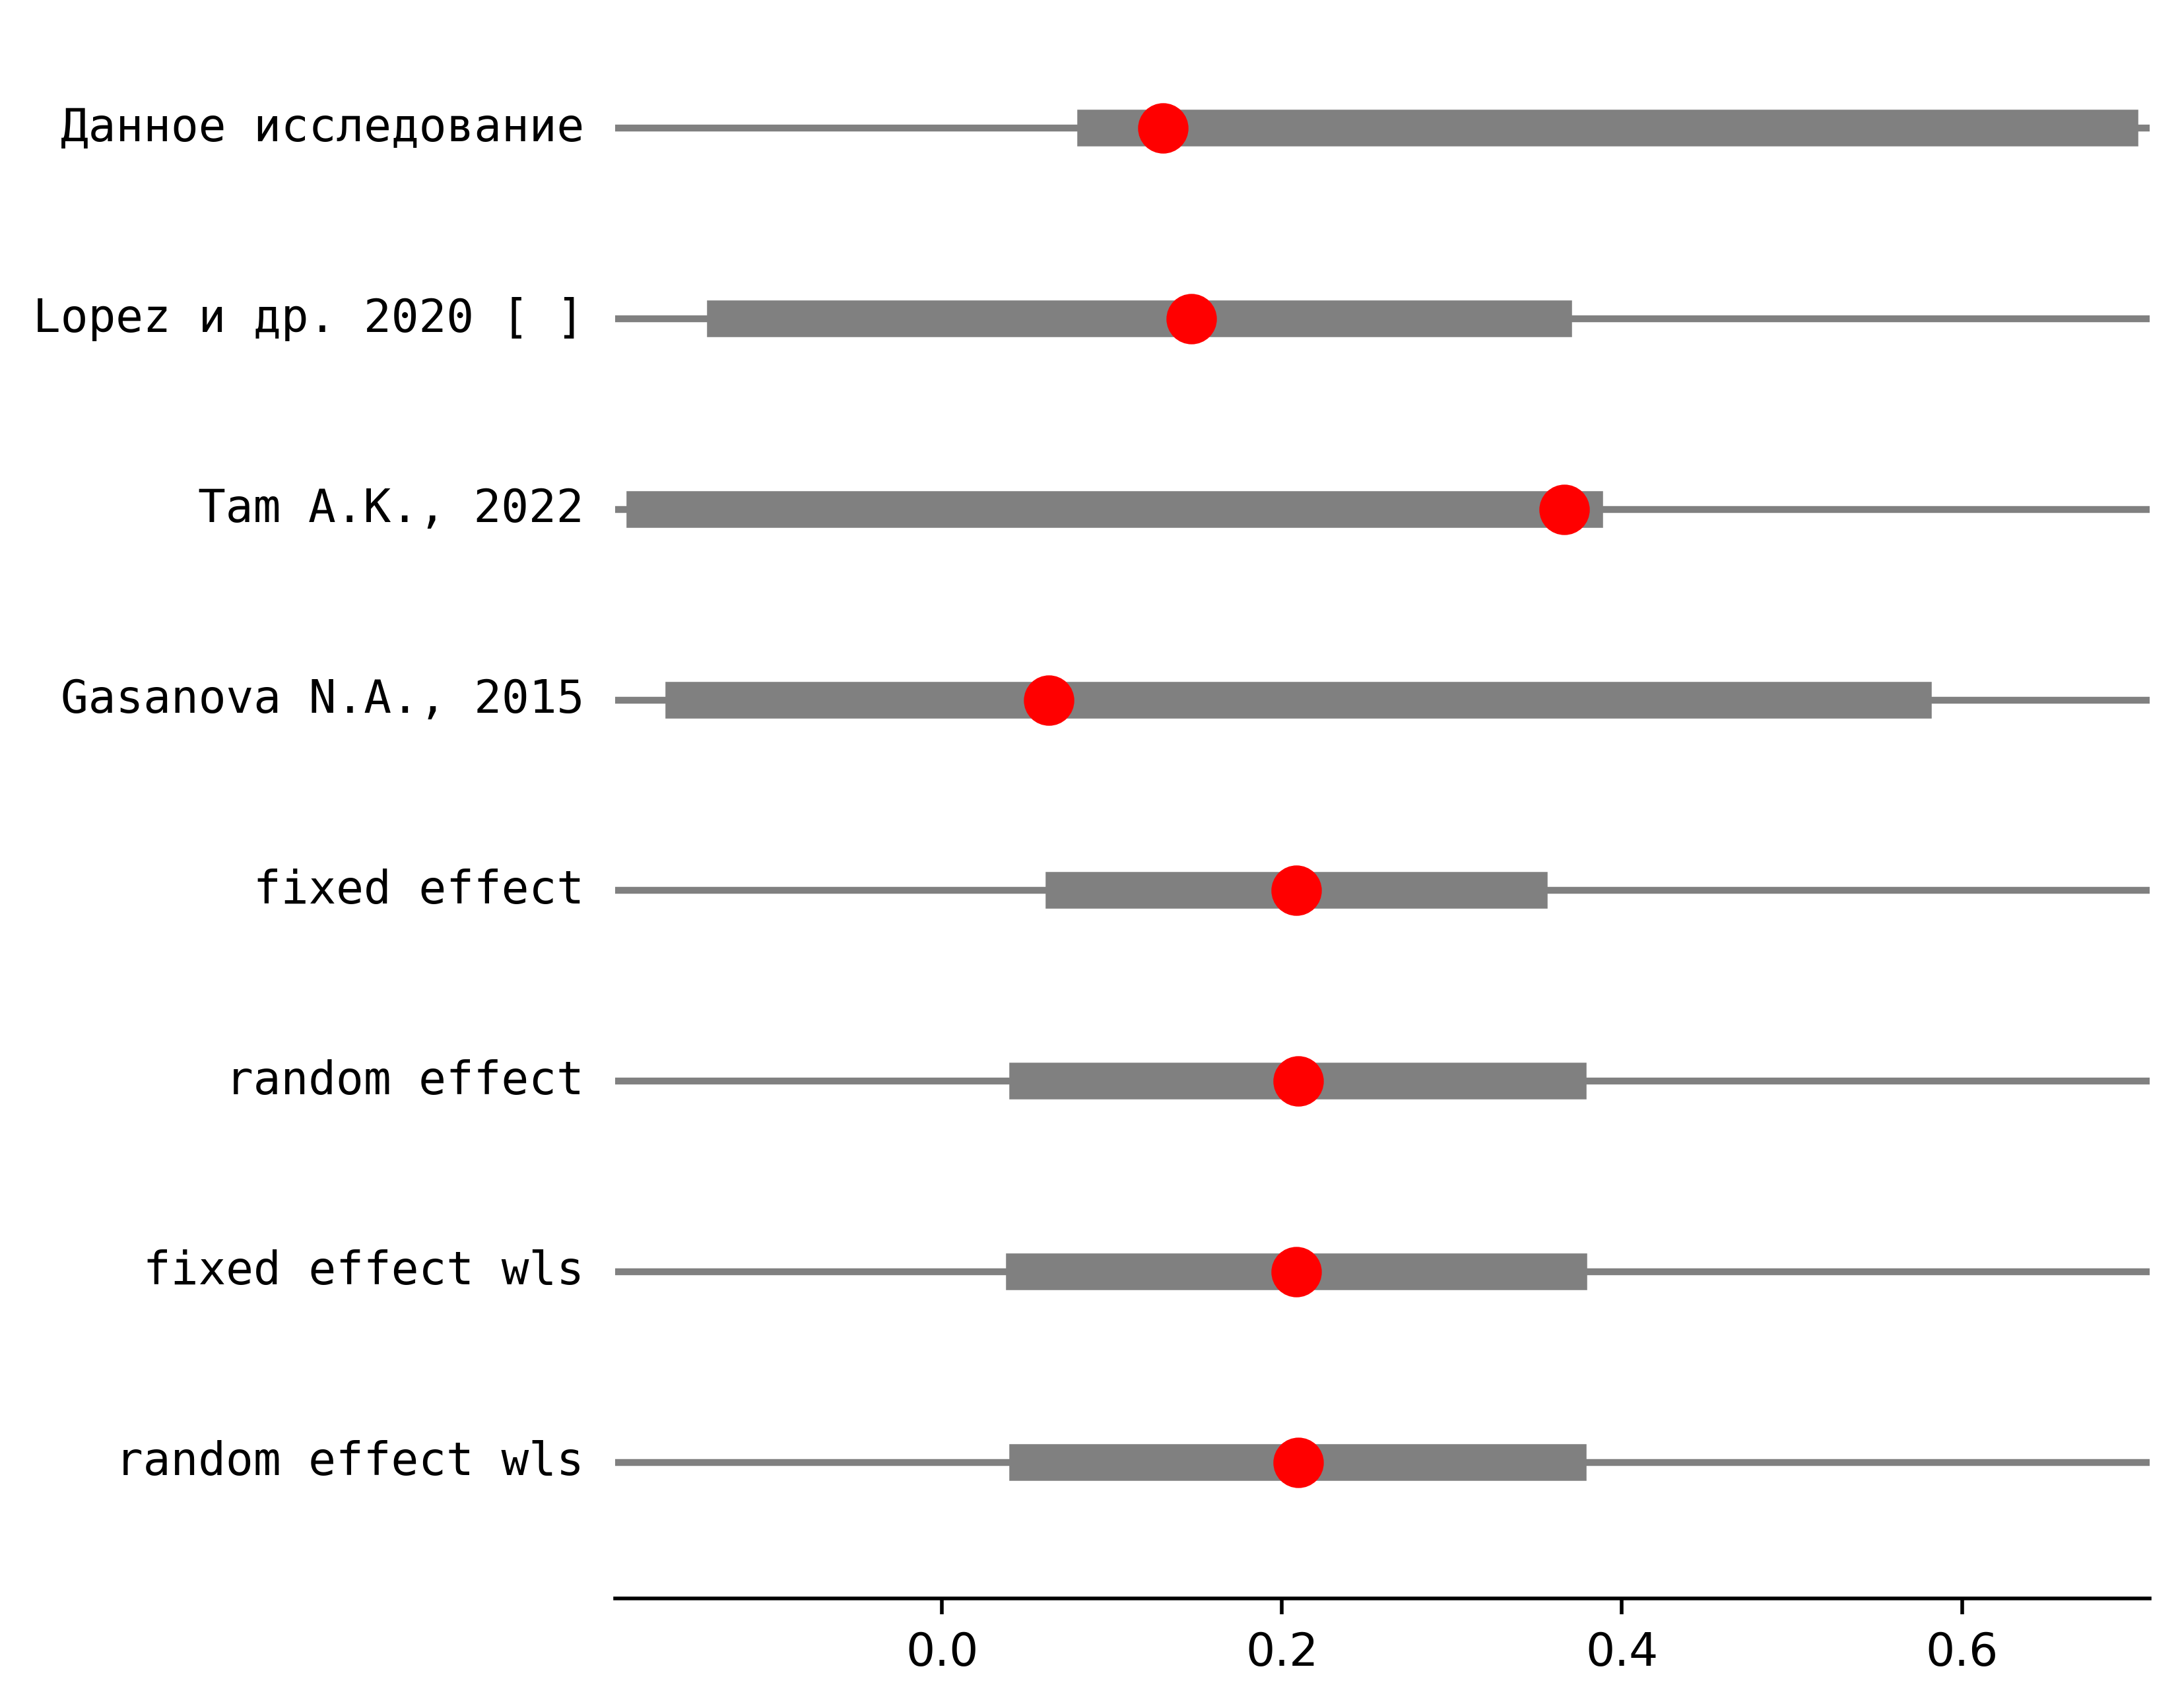 Данное исследование
Lopez и др. 2020 [ ]
Tam A.K., 2022
Gasanova N.A., 2015
fixed effect
random effect
fixed effect wls
random effect wls
0.0 0.2 0.4 0.6